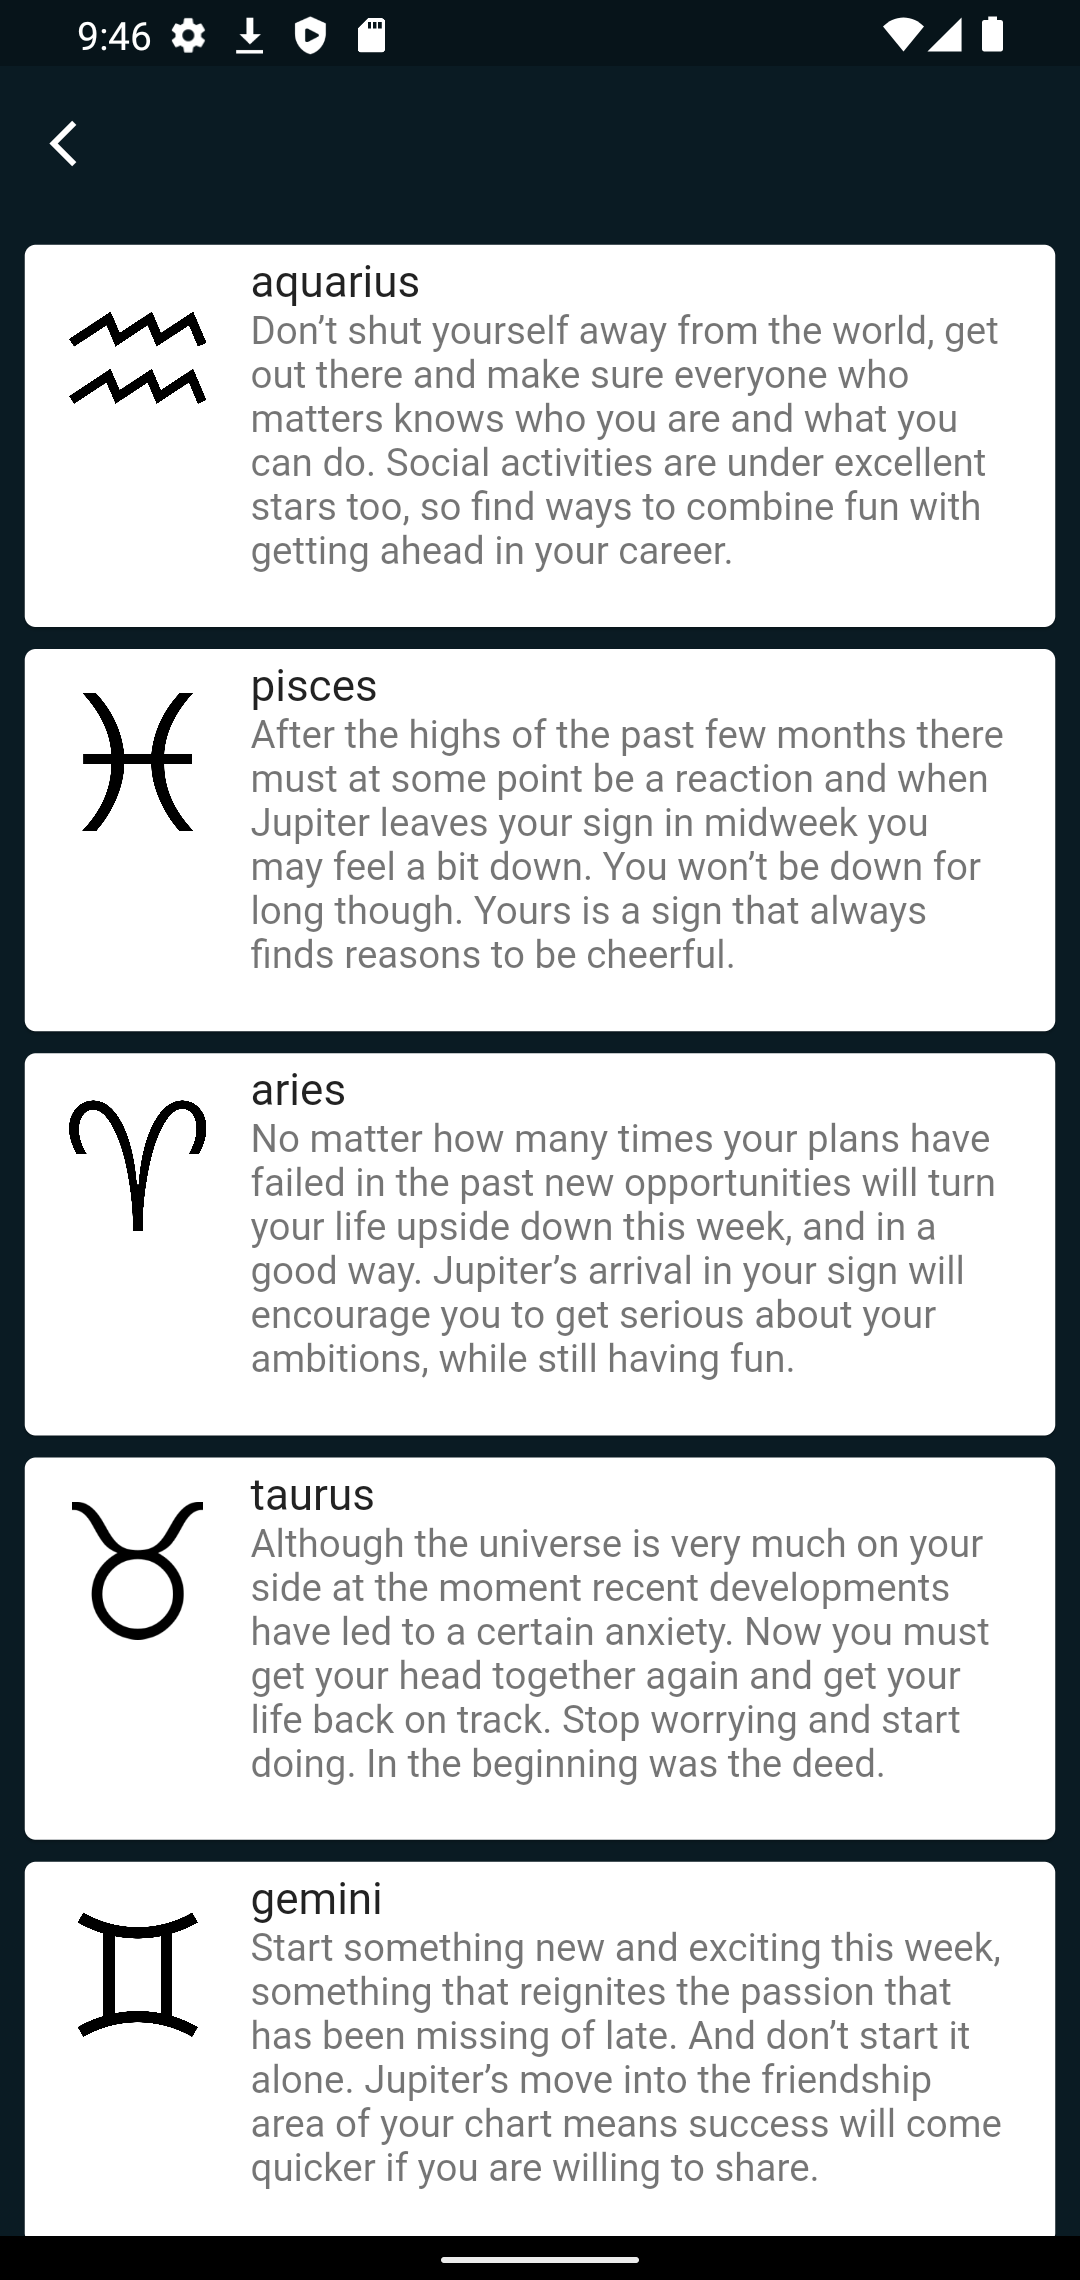 9:46
aquarius
Don’t shut yourself away from the world, get
out there and make sure everyone who
matters knows who you are and what you
can do. Social activities are under excellent
stars too, so find ways to combine fun with
getting ahead in your career.
pisces
After the highs of the past few months there
must at some point be a reaction and when
Jupiter leaves your sign in midweek you
may feel a bit down. You won’t be down for
long though. Yours is a sign that always
finds reasons to be cheerful.
aries
No matter how many times your plans have
failed in the past new opportunities will turn
your life upside down this week, and in a
good way. Jupiter’s arrival in your sign will
encourage you to get serious about your
ambitions, while still having fun.
taurus
Although the universe is very much on your
side at the moment recent developments
have led to a certain anxiety. Now you must
get your head together again and get your
life back on track. Stop worrying and start
doing. In the beginning was the deed.
gemini
Start something new and exciting this week,
something that reignites the passion that
has been missing of late. And don’t start it
alone. Jupiter’s move into the friendship
area of your chart means success will come
quicker if you are willing to share.